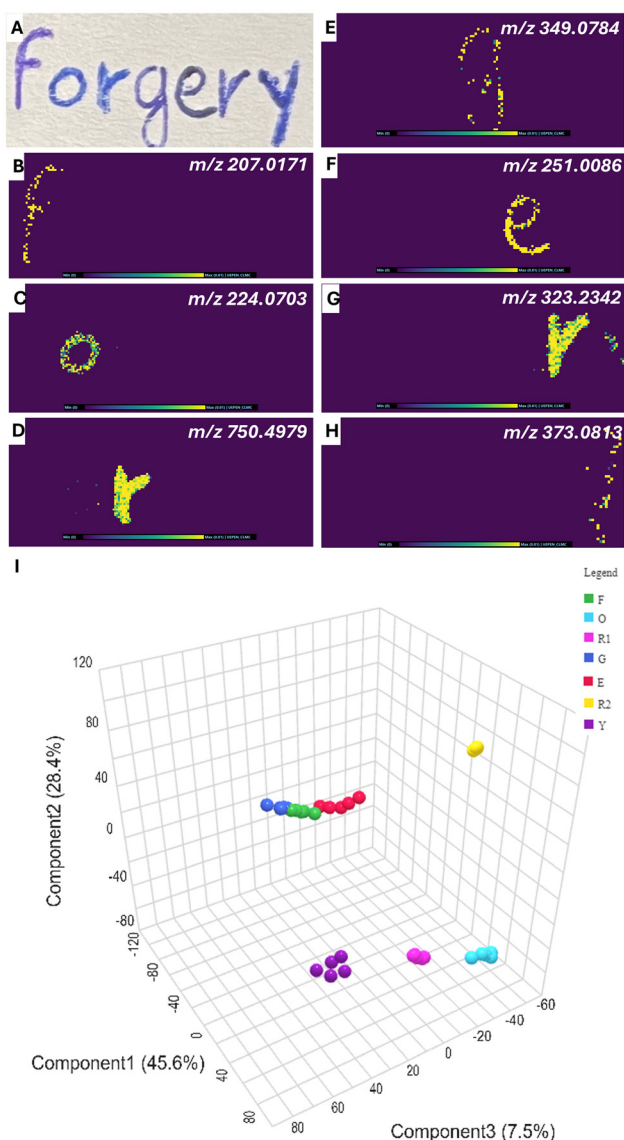 A
Forgery
B
m/z 207.0171
C
m/z 224.0703
D
m/z 750.4979
E
m/z 349.0784
F
m/z 251.0086
G
m/z 323.2342
H
m/z 373.0813
I
Legend
F
O
R1
G
E
R2
Y
120
80
40
0
-40
-80
Component2 (28.4%)
-120
-80
-40
0
40
80
Component1 (45.6%)
80
60
40
20
0
-20
-40
-60
Component3 (7.5%)